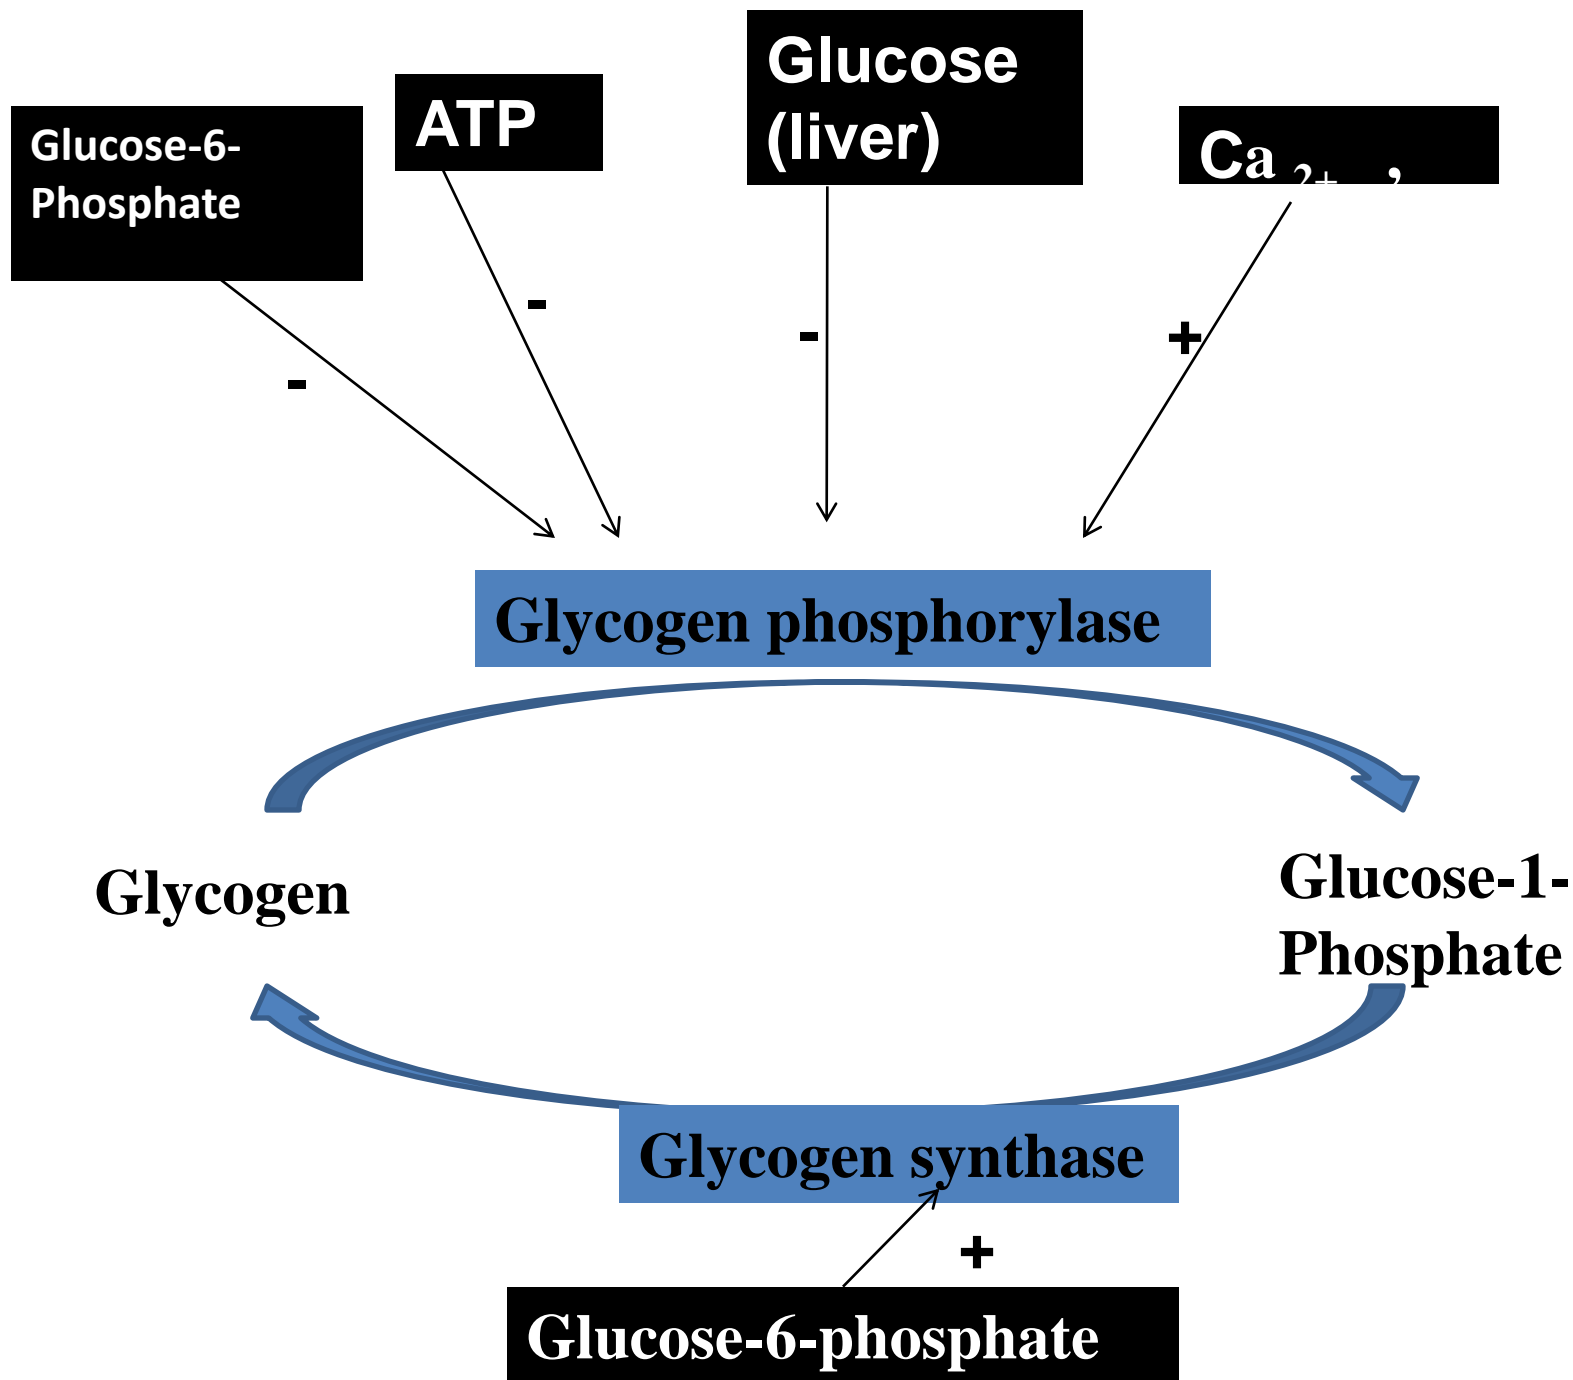 Glucose-6-
Phosphate
ATP
Glucose
(liver)
Ca 2+ ,
-
-
-
+
Glycogen phosphorylase
Glycogen
Glucose-1-
Phosphate
Glycogen synthase
+
Glucose-6-phosphate